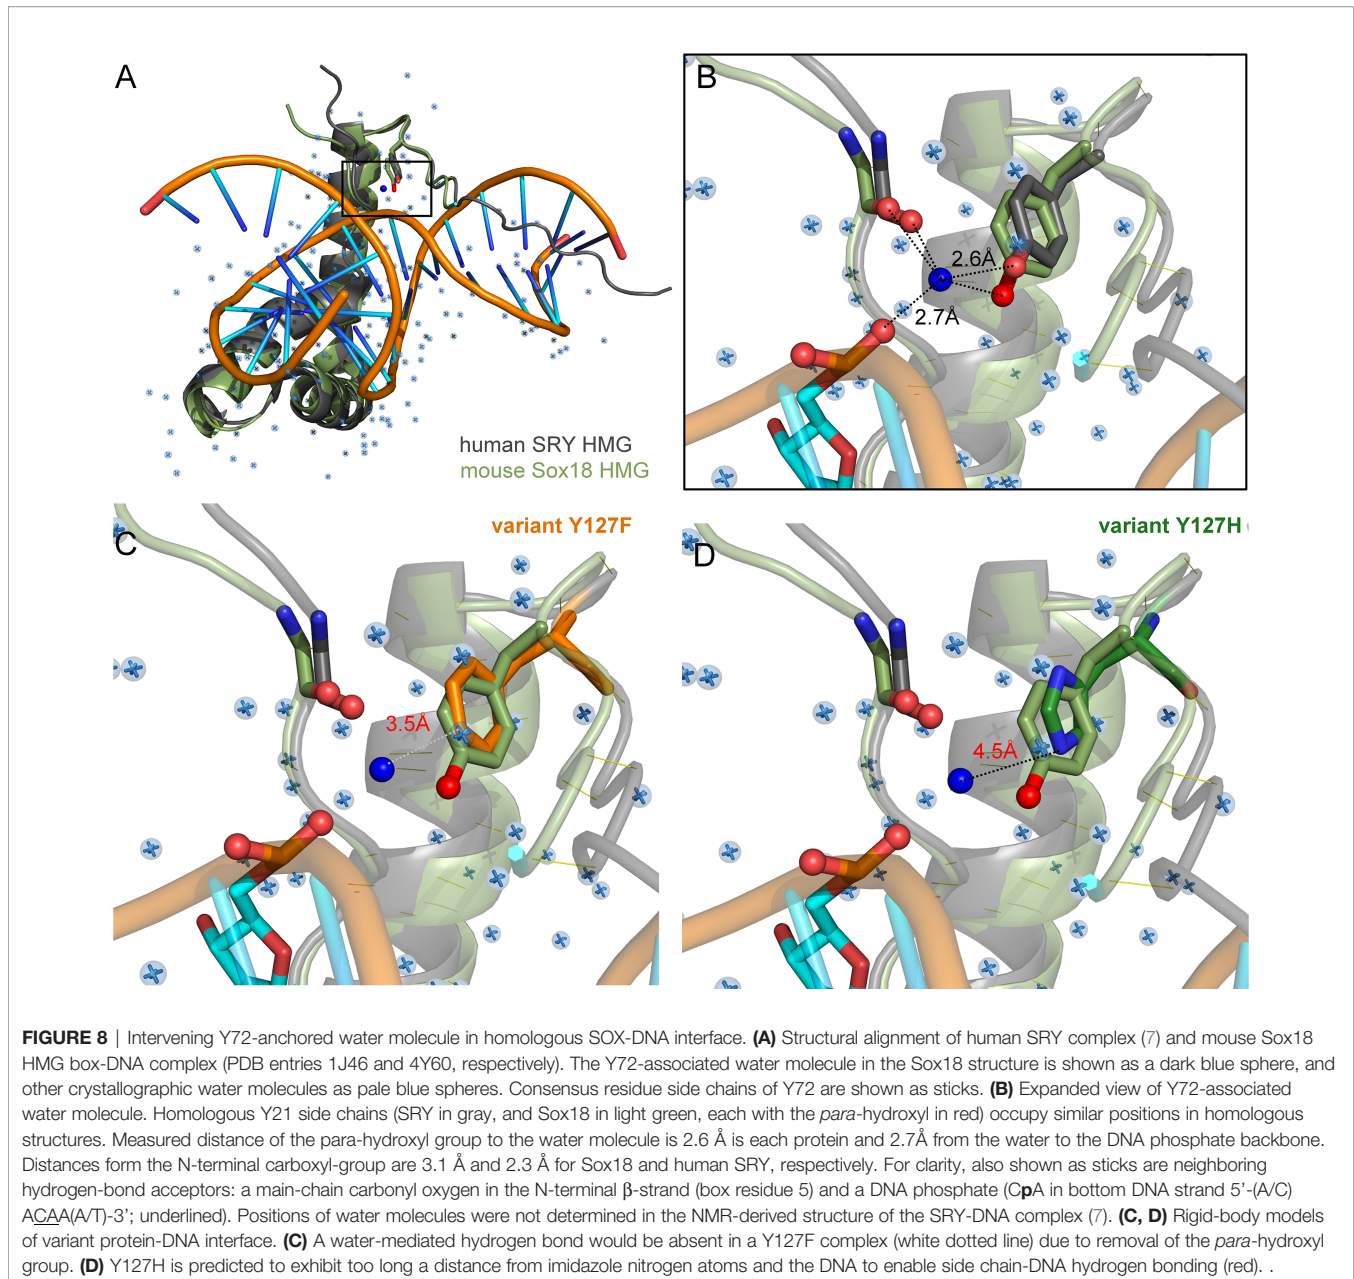 A
human SRY HMG
mouse Sox18 HMG
B
2.6Å
2.7Å
variant Y127F
C
3.5Å
variant Y127H
D
4.5Å
FIGURE 8 | Intervening Y72-anchored water molecule in homologous SOX-DNA interface. (A) Structural alignment of human SRY complex (7) and mouse Sox18
HMG box-DNA complex (PDB entries 1J46 and 4Y60, respectively). The Y72-associated water molecule in the Sox18 structure is shown as a dark blue sphere, and
other crystallographic water molecules as pale blue spheres. Consensus residue side chains of Y72 are shown as sticks. (B) Expanded view of Y72-associated
water molecule. Homologous Y21 side chains (SRY in gray, and Sox18 in light green, each with the para-hydroxyl in red) occupy similar positions in homologous
structures. Measured distance of the para-hydroxyl group to the water molecule is 2.6 Å is each protein and 2.7Å from the water to the DNA phosphate backbone.
Distances form the N-terminal carboxyl-group are 3.1 Å and 2.3 Å for Sox18 and human SRY, respectively. For clarity, also shown as sticks are neighboring
hydrogen-bond acceptors: a main-chain carbonyl oxygen in the N-terminal β-strand (box residue 5) and a DNA phosphate (CpA in bottom DNA strand 5'-(A/C)
ACAA(A/T)-3'; underlined). Positions of water molecules were not determined in the NMR-derived structure of the SRY-DNA complex (7). (C, D) Rigid-body models
of variant protein-DNA interface. (C) A water-mediated hydrogen bond would be absent in a Y127F complex (white dotted line) due to removal of the para-hydroxyl
group. (D) Y127H is predicted to exhibit too long a distance from imidazole nitrogen atoms and the DNA to enable side chain-DNA hydrogen bonding (red). .